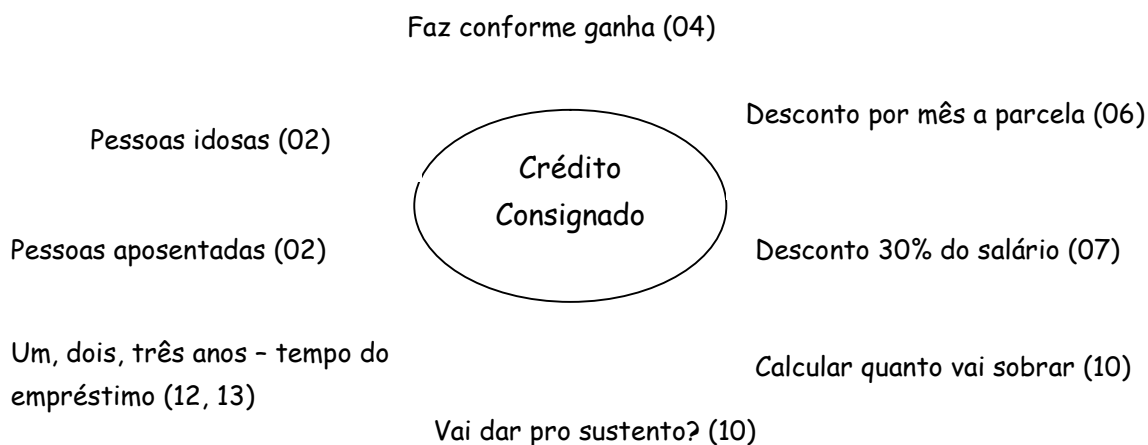 Faz conforme ganha (04)
Desconto por mês a parcela (06)
Pessoas idosas (02)
Crédito
Consignado
Pessoas aposentadas (02)
Desconto 30% do salário (07)
Um, dois, três anos – tempo do
empréstimo (12, 13)
Calcular quanto vai sobrar (10)
Vai dar pro sustento? (10)